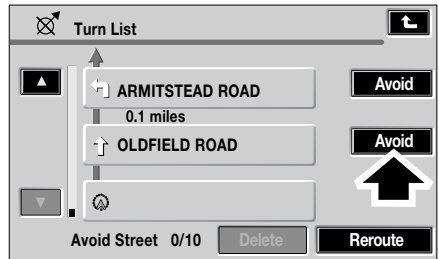 Turn List
ARMITSTEAD ROAD
Avoid
0.1 miles
OLDFIELD ROAD
Avoid
Avoid Street 0/10
Delete
Reroute